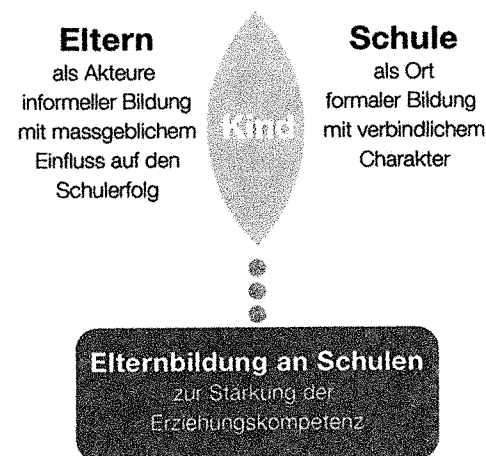 Eltern
als Akteure
informeller Bildung
mit massgeblichem
Einfluss auf den
Schulerfolg
Kind
Schule
als Ort
formaler Bildung
mit verbindlichem
Charakter
Elternbildung an Schulen
zur Stärkung der
Erziehungskompetenz